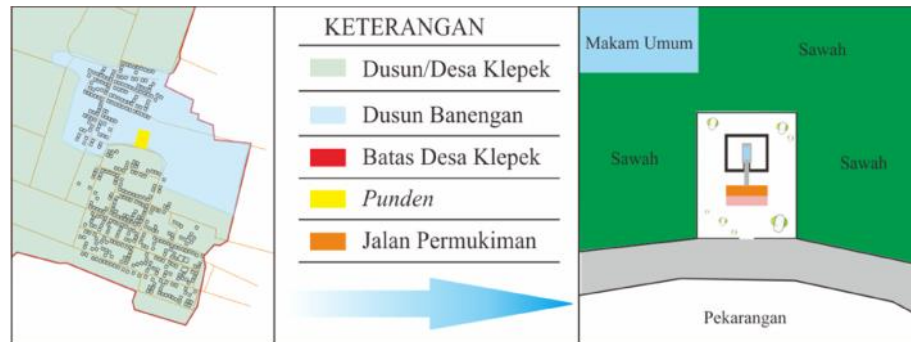 KETERANGAN
Dusun/Desa Klepek
Dusun Banengan
Batas Desa Klepek
Punden
Jalan Permukiman
Makam Umum
Sawah
Sawah
Sawah
Pekarangan